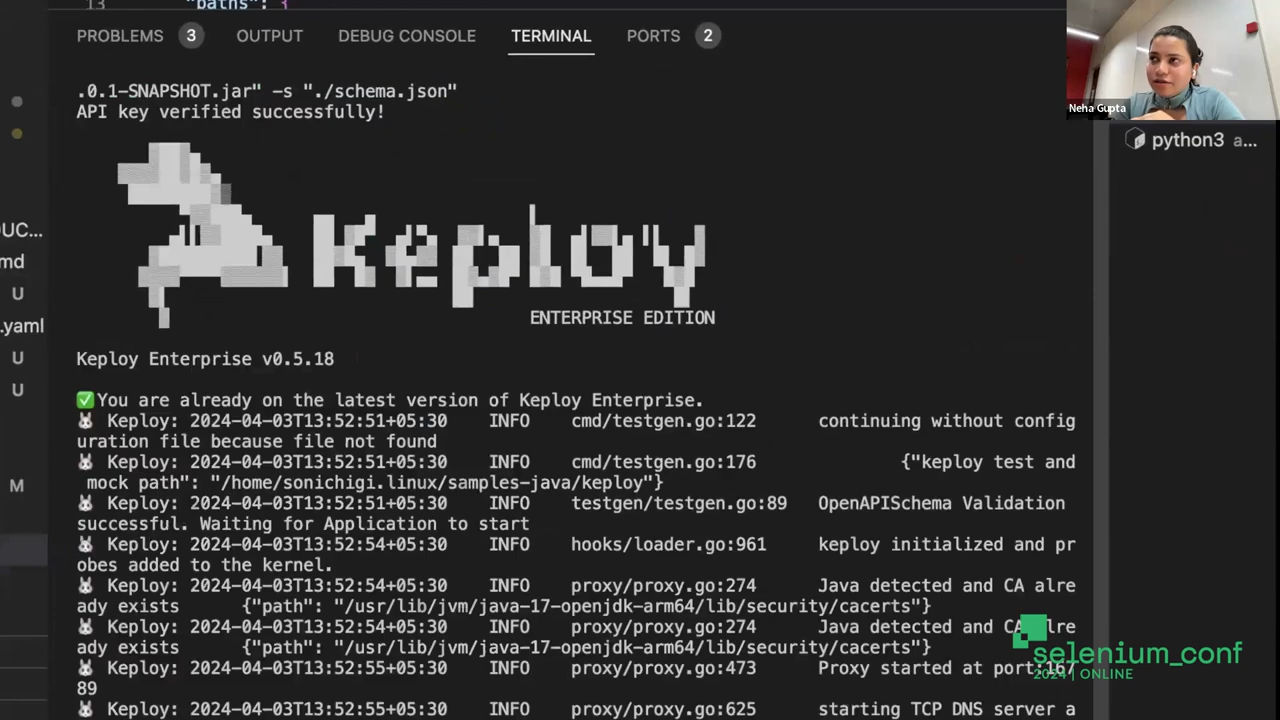 13 "paths": {
PROBLEMS 3 OUTPUT DEBUG CONSOLE TERMINAL PORTS 2
Neha Gupta
python3 a...
.0.1-SNAPSHOT.jar" -s "./schema.json"
API key verified successfully!
Keploy
ENTERPRISE EDITION
Keploy Enterprise v0.5.18
✅You are already on the latest version of Keploy Enterprise.
🐰 Keploy: 2024-04-03T13:52:51+05:30 INFO cmd/testgen.go:122 continuing without config
uration file because file not found
🐰 Keploy: 2024-04-03T13:52:51+05:30 INFO cmd/testgen.go:176 {"keploy test and
mock path": "/home/sonichigi.linux/samples-java/keploy"}
🐰 Keploy: 2024-04-03T13:52:51+05:30 INFO testgen/testgen.go:89 OpenAPISchema Validation
successful. Waiting for Application to start
🐰 Keploy: 2024-04-03T13:52:54+05:30 INFO hooks/loader.go:961 keploy initialized and pr
obes added to the kernel.
🐰 Keploy: 2024-04-03T13:52:54+05:30 INFO proxy/proxy.go:274 Java detected and CA alre
ady exists {"path": "/usr/lib/jvm/java-17-openjdk-arm64/lib/security/cacerts"}
🐰 Keploy: 2024-04-03T13:52:54+05:30 INFO proxy/proxy.go:274 Java detected and CA alre
ady exists {"path": "/usr/lib/jvm/java-17-openjdk-arm64/lib/security/cacerts"}
🐰 Keploy: 2024-04-03T13:52:55+05:30 INFO proxy/proxy.go:473 Proxy started at port:167
89
🐰 Keploy: 2024-04-03T13:52:55+05:30 INFO proxy/proxy.go:625 starting TCP DNS server a
UC...
md
U
.yaml
U
U
M
selenium_conf
2024 | ONLINE